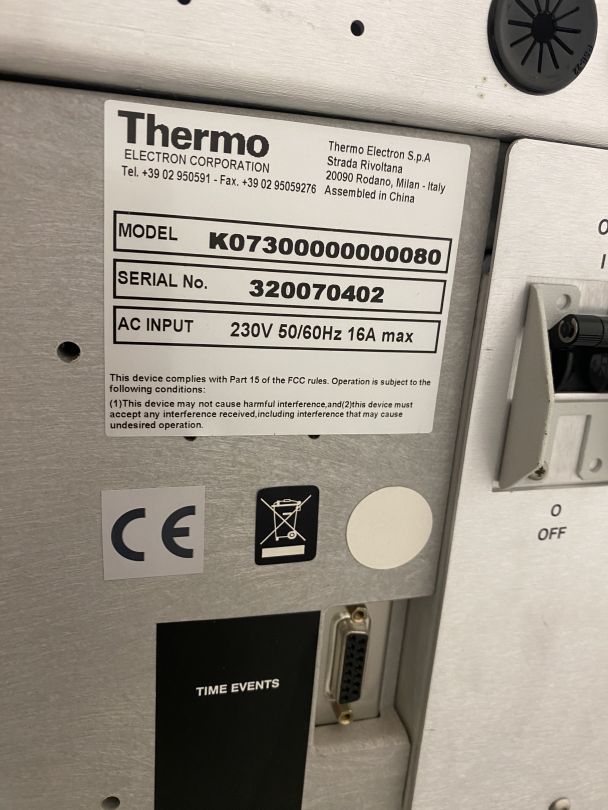 Thermo
ELECTRON CORPORATION
Tel. +39 02 950591 - Fax. +39 02 95059276
Thermo Electron S.p.A
Strada Rivoltana
20090 Rodano, Milan - Italy
Assembled in China
MODEL K07300000000080
SERIAL No. 320070402
AC INPUT 230V 50/60Hz 16A max
This device complies with Part 15 of the FCC rules. Operation is subject to the
following conditions:
(1)This device may not cause harmful interference,and(2)this device must
accept any interference received,including interference that may cause
undesired operation.
CE
O
OFF
TIME EVENTS